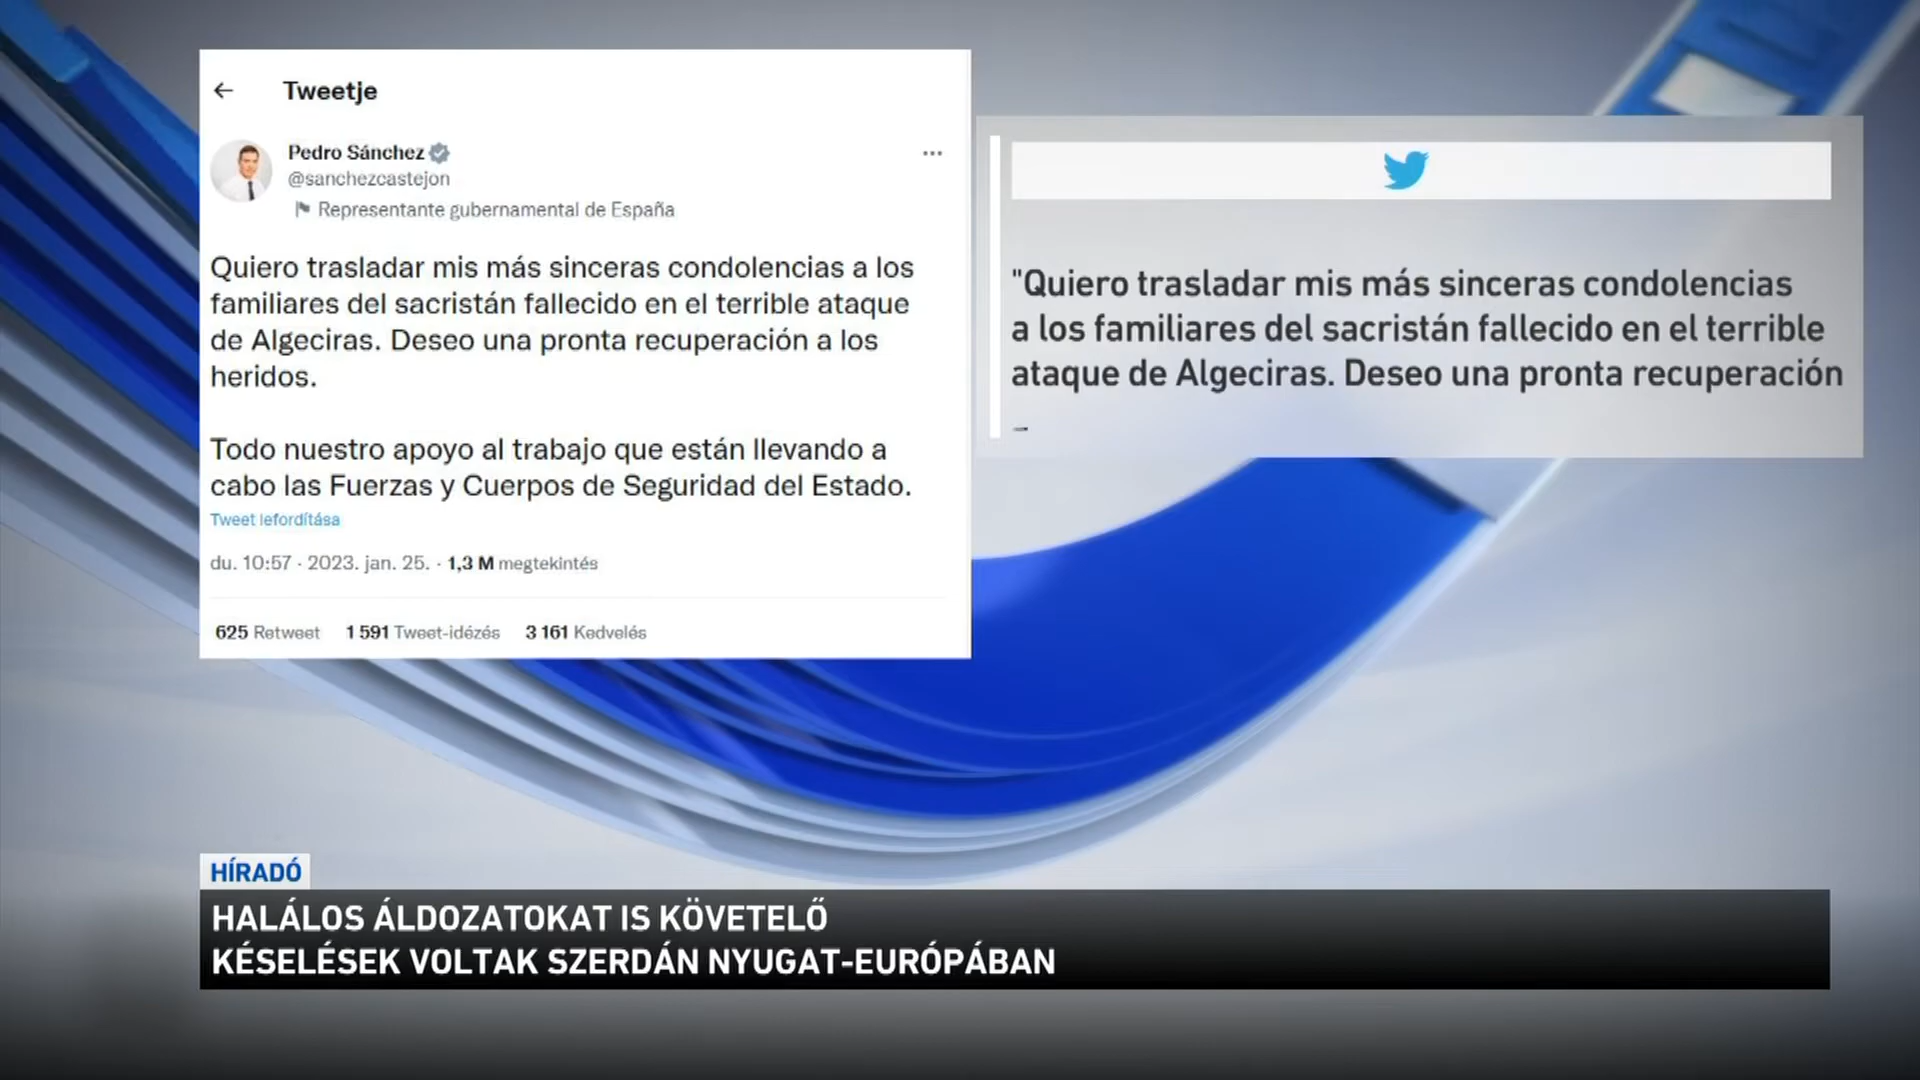 Tweetje
Pedro Sánchez
@sanchezcastejon
Representante gubernamental de España
Quiero trasladar mis más sinceras condolencias a los
familiares del sacristán fallecido en el terrible ataque
de Algeciras. Deseo una pronta recuperación a los
heridos.
Todo nuestro apoyo al trabajo que están llevando a
cabo las Fuerzas y Cuerpos de Seguridad del Estado.
Tweet lefordítása
du. 10:57 · 2023. jan. 25. · 1,3 M megtekintés
625 Retweet 1 591 Tweet-idézés 3 161 Kedvelés
"Quiero trasladar mis más sinceras condolencias
a los familiares del sacristán fallecido en el terrible
ataque de Algeciras. Deseo una pronta recuperación
HÍRADÓ
HALÁLOS ÁLDOZATOKAT IS KÖVETELŐ
KÉSELÉSEK VOLTAK SZERDÁN NYUGAT-EURÓPÁBAN